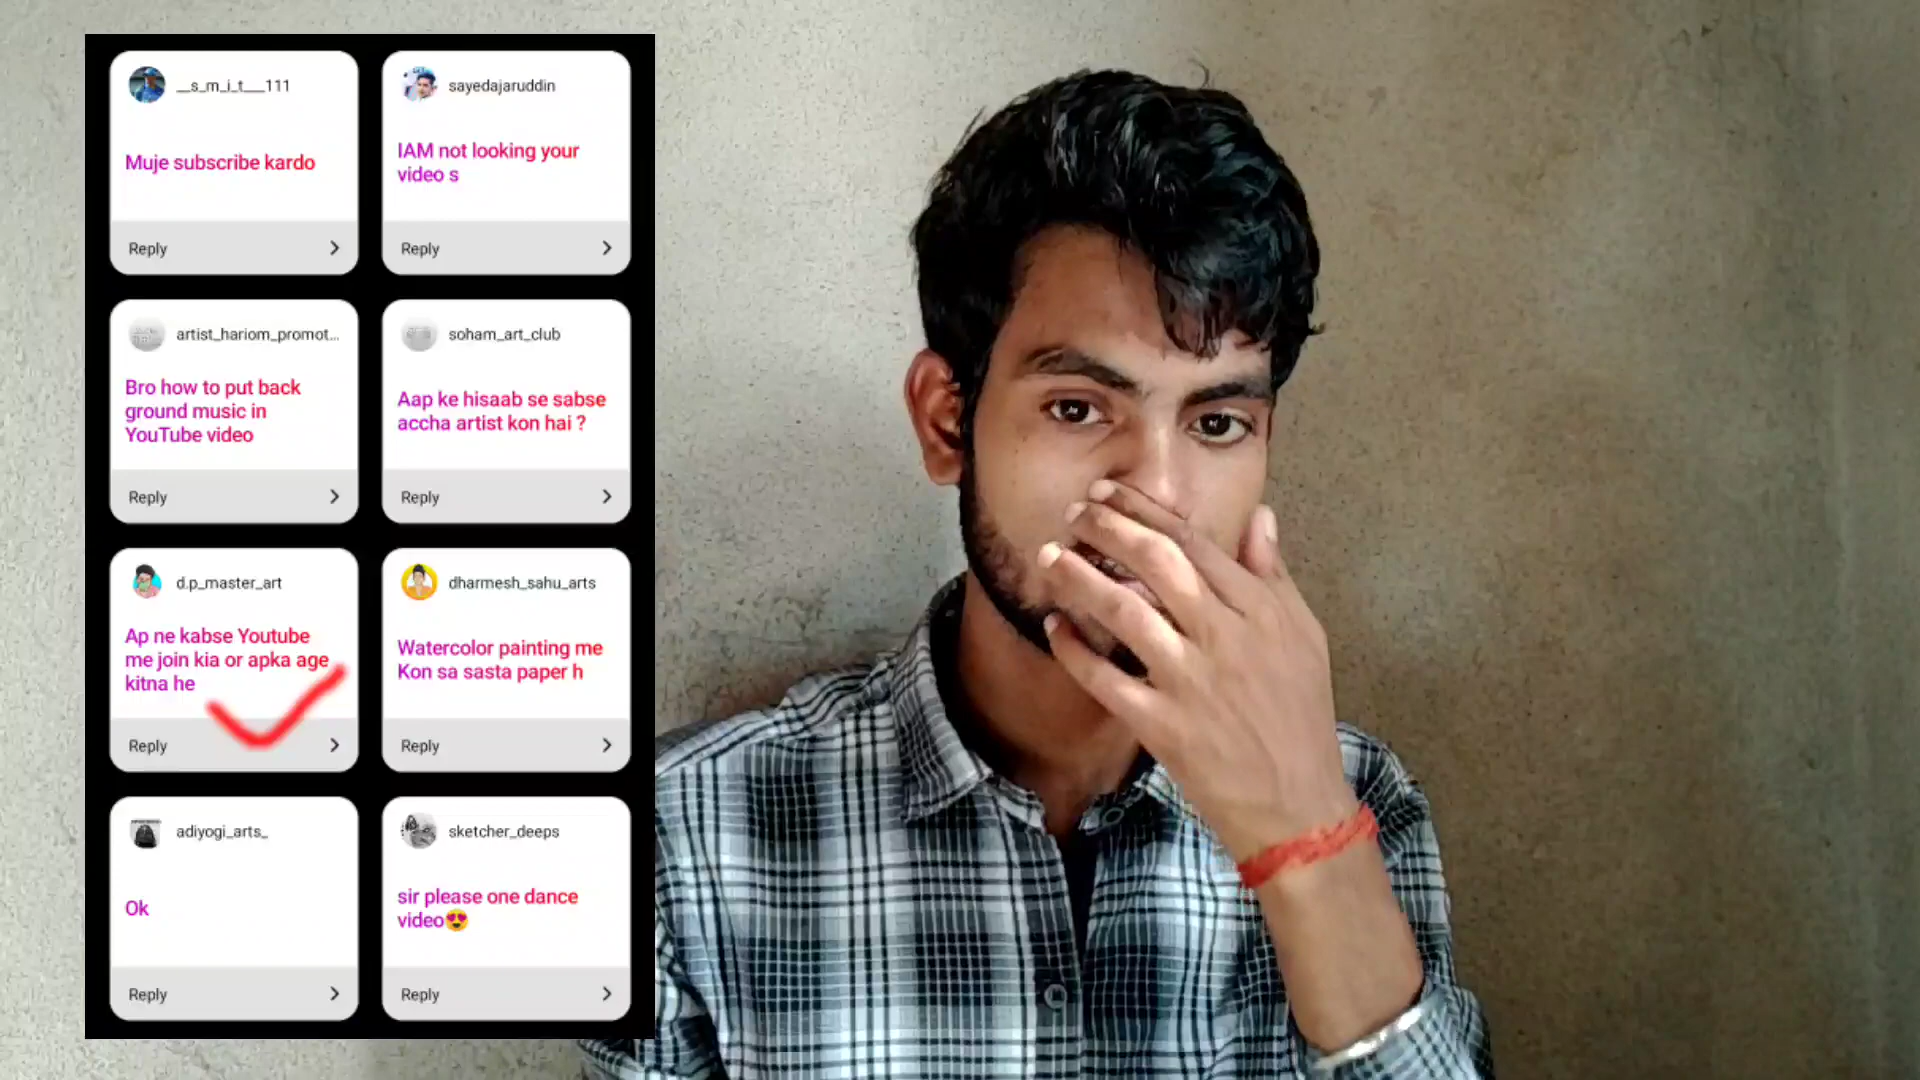 __s_m_i_t___111
Muje subscribe kardo
Reply
sayedajaruddin
IAM not looking your
video s
Reply
artist_hariom_promot...
Bro how to put back
ground music in
YouTube video
Reply
soham_art_club
Aap ke hisaab se sabse
accha artist kon hai ?
Reply
d.p_master_art
Ap ne kabse Youtube
me join kia or apka age
kitna he
Reply
dharmesh_sahu_arts
Watercolor painting me
Kon sa sasta paper h
Reply
adiyogi_arts_
Ok
Reply
sketcher_deeps
sir please one dance
video😍
Reply